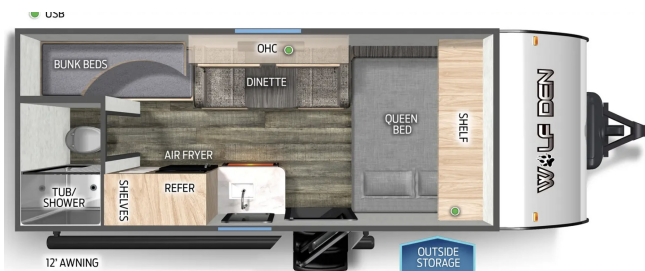 USB
BUNK BEDS
OHC
DINETTE
QUEEN
BED
SHELF
WOLF DEN
AIR FRYER
TUB/
SHOWER
SHELVES
REFER
12' AWNING
OUTSIDE
STORAGE